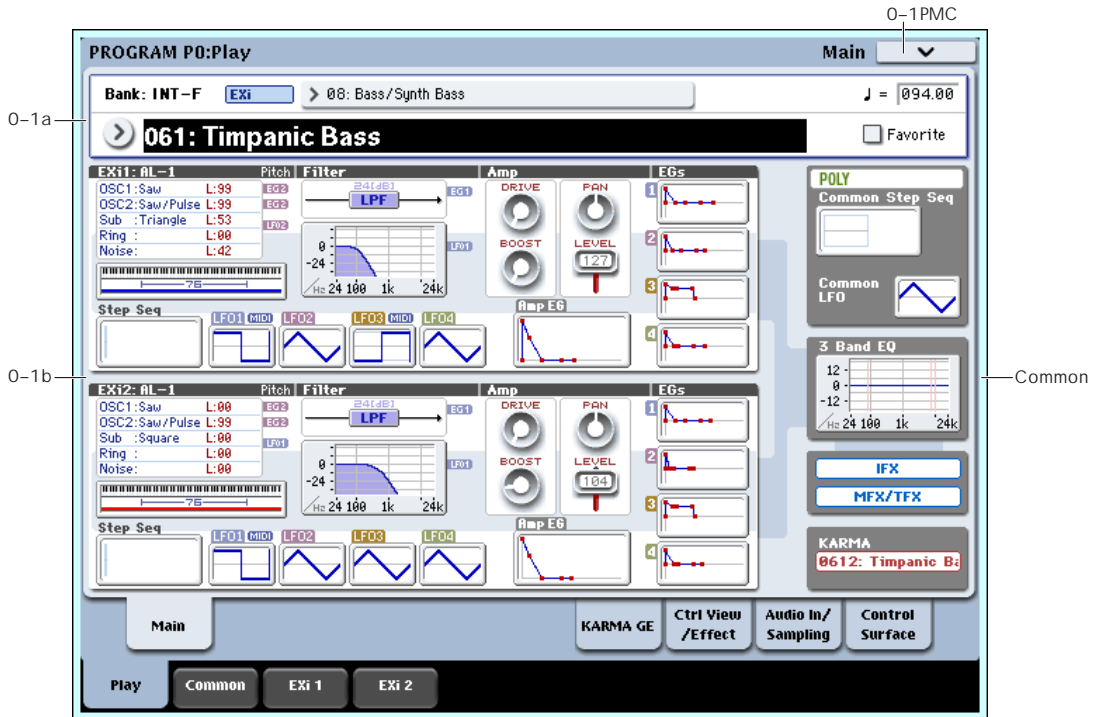 0–1PMC
PROGRAM P0:Play
Main
Bank: INT–F
EXi
08: Bass/Synth Bass
♩ = 094.00
0–1a
061: Timpanic Bass
Favorite
EXi1: AL–1
Pitch
Filter
Amp
EGs
OSC1:Saw L:99 EG2
OSC2:Saw/Pulse L:99 EG2
Sub :Triangle L:53 LFO2
Ring : L:00
Noise: L:42
76
24[dB]
LPF
EG1
0
-24
Hz 24 100 1k 24k
LFO1
DRIVE
PAN
BOOST
LEVEL
127
1
2
3
4
Step Seq
LFO1 MIDI
LFO2
LFO3 MIDI
LFO4
Amp EG
POLY
Common Step Seq
Common
LFO
3 Band EQ
12
0
-12
Hz 24 100 1k 24k
0–1b
Common
EXi2: AL–1
Pitch
Filter
Amp
EGs
OSC1:Saw L:00 EG2
OSC2:Saw/Pulse L:99 EG2
Sub :Square L:00 LFO1
Ring : L:00
Noise: L:00
76
24[dB]
LPF
EG1
0
-24
Hz 24 100 1k 24k
LFO1
DRIVE
PAN
BOOST
LEVEL
104
1
2
3
4
Step Seq
LFO1 MIDI
LFO2
LFO3
LFO4
Amp EG
IFX
MFX/TFX
KARMA
0612: Timpanic Ba
Main
KARMA GE
Ctrl View
/Effect
Audio In/
Sampling
Control
Surface
Play
Common
EXi 1
EXi 2